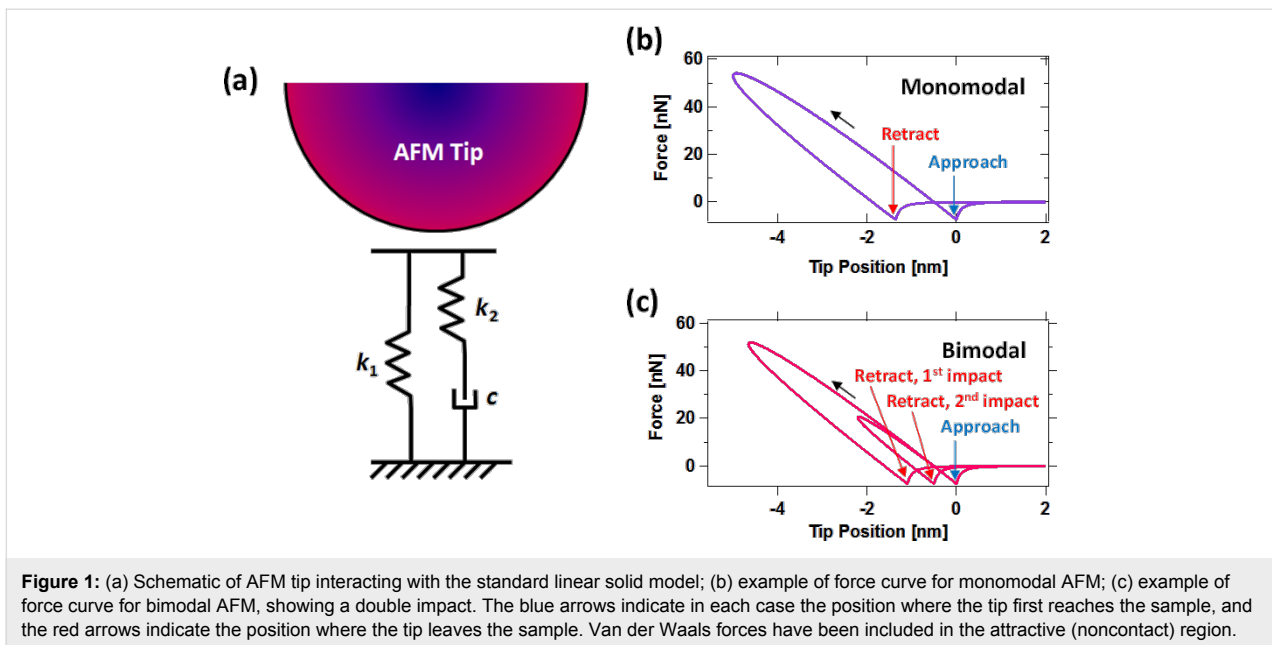 (a)
AFM Tip
k1
k2
c
(b)
Force [nN]
60
40
20
0
Monomodal
Retract
Approach
-4
-2
0
2
Tip Position [nm]
(c)
Force [nN]
60
40
20
0
Bimodal
Retract, 1st impact
Retract, 2nd impact
Approach
-4
-2
0
2
Tip Position [nm]
Figure 1: (a) Schematic of AFM tip interacting with the standard linear solid model; (b) example of force curve for monomodal AFM; (c) example of
force curve for bimodal AFM, showing a double impact. The blue arrows indicate in each case the position where the tip first reaches the sample, and
the red arrows indicate the position where the tip leaves the sample. Van der Waals forces have been included in the attractive (noncontact) region.